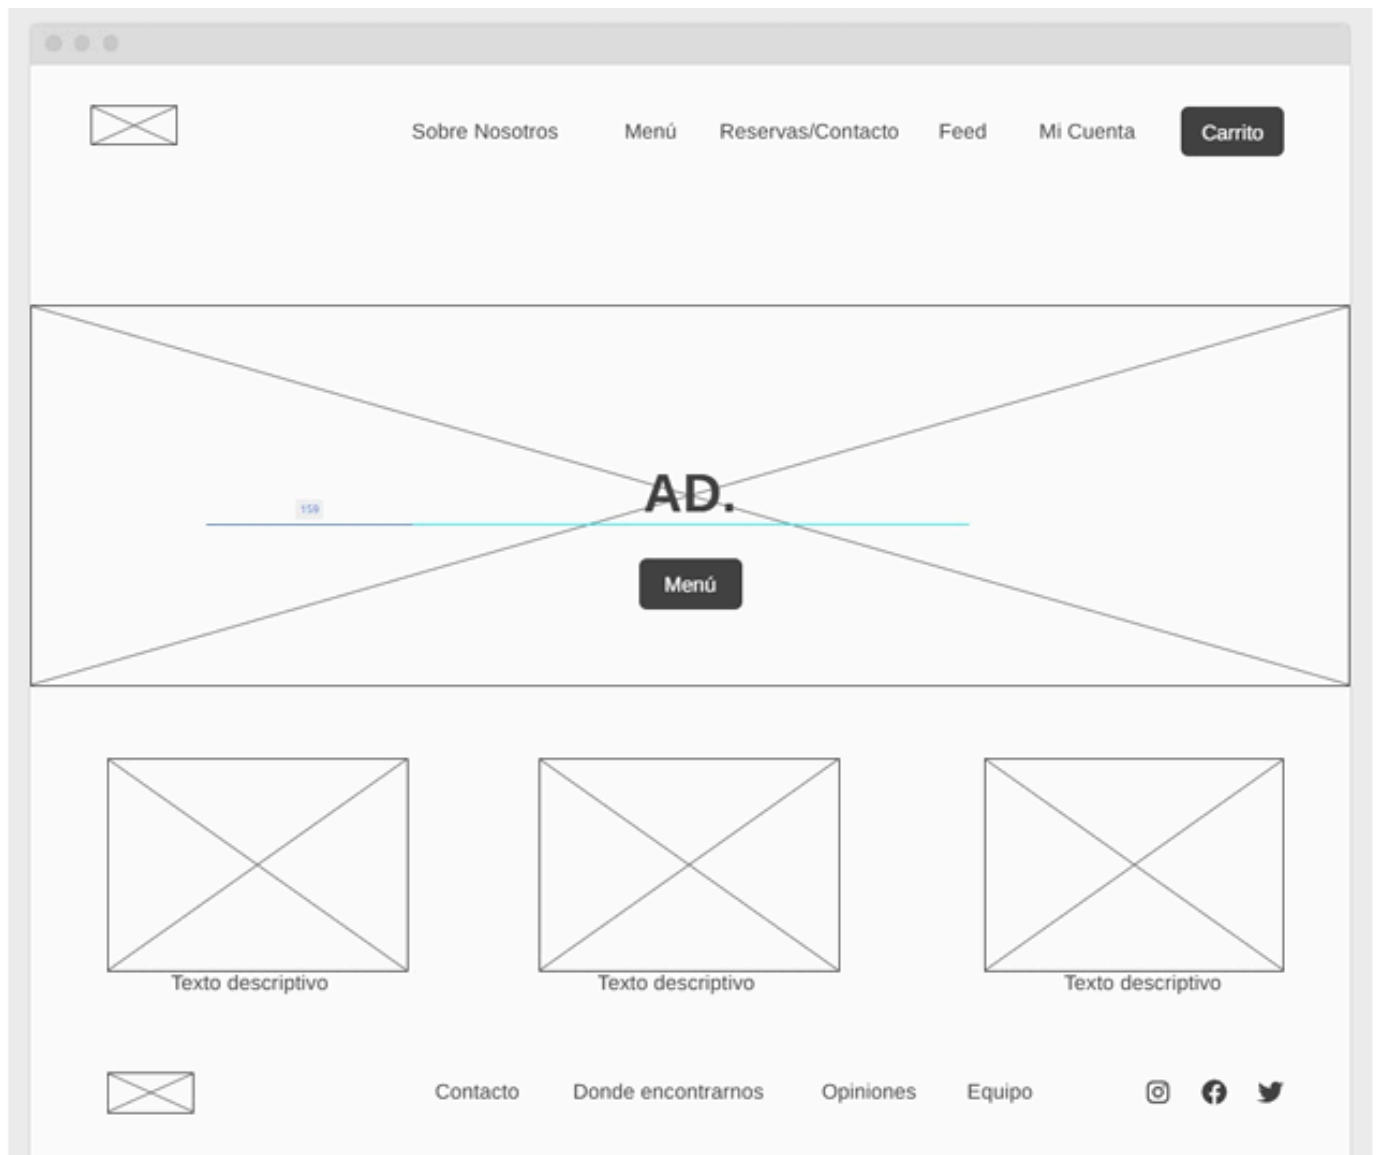 Sobre Nosotros Menú Reservas/Contacto Feed Mi Cuenta Carrito
AD.
159
Menú
Texto descriptivo Texto descriptivo Texto descriptivo
Contacto Donde encontrarnos Opiniones Equipo